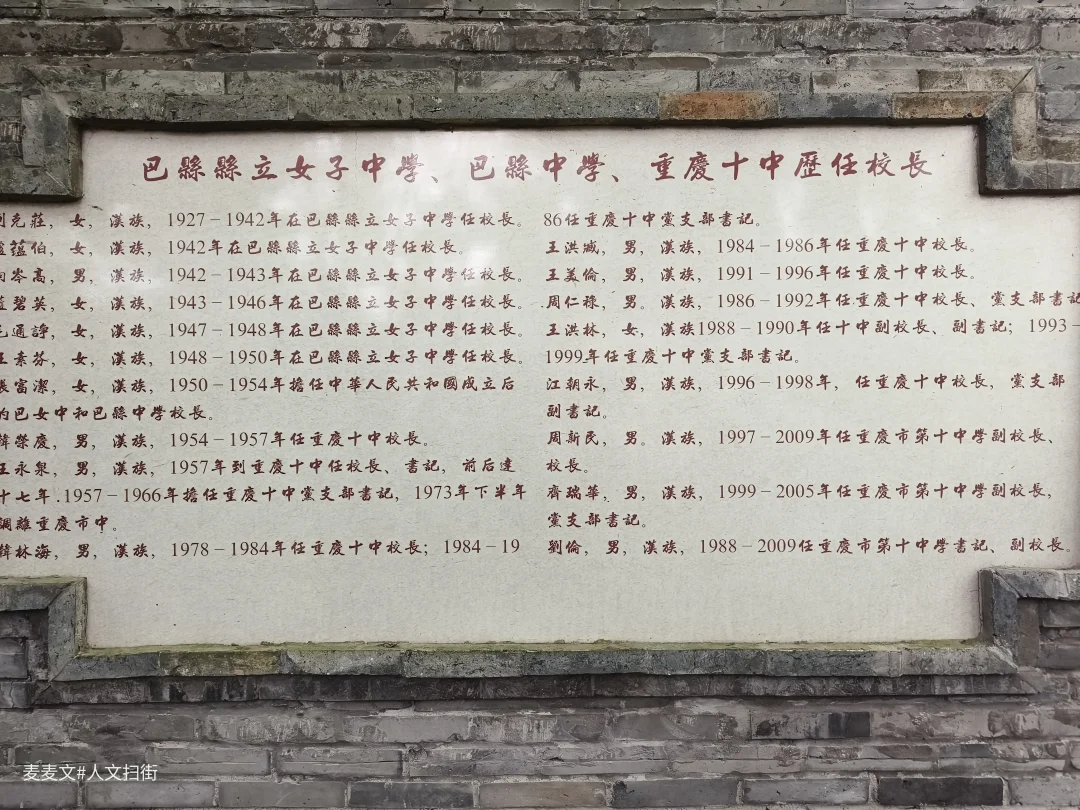 巴縣縣立女子中學、巴縣中學、重慶十中歷任校長
克莊，女，漢族，1927－1942年在巴縣縣立女子中學任校長。
伯，女，漢族，1942年在巴縣縣立女子中學任校長。
岑高，男，漢族，1942－1943年在巴縣縣立女子中學任校長。
碧英，女，漢族，1943－1946年在巴縣縣立女子中學任校長。
通諍，女，漢族，1947－1948年在巴縣縣立女子中學任校長。
王素芬，女，漢族，1948－1950年在巴縣縣立女子中學任校長。
張富潔，女，漢族，1950－1954年擔任中華人民共和國成立后
的巴女中和巴縣中學校長。
韓榮慶，男，漢族，1954－1957年任重慶十中校長。
王永泉，男，漢族，1957年到重慶十中任校長、書記，前后達
十七年.1957－1966年擔任重慶十中黨支部書記，1973年下半年
調離重慶市中。
韓林海，男，漢族，1978－1984年任重慶十中校長；1984－19
86任重慶十中黨支部書記。
王洪臧，男，漢族，1984－1986年任重慶十中校長。
王美倫，男，漢族，1991－1996年任重慶十中校長。
周仁祿，男。漢族，1986－1992年任重慶十中校長、黨支部書記
王洪林，女，漢族1988－1990年任十中副校長、副書記；1993－
1999年任重慶十中黨支部書記。
江朝永，男，漢族，1996－1998年，任重慶十中校長，黨支部
副書記。
周新民，男。漢族，1997－2009年任重慶市第十中學副校長、
校長。
齊瑞華，男，漢族，1999－2005年任重慶市第十中學副校長，
黨支部書記。
劉倫，男，漢族，1988－2009任重慶市第十中學書記、副校長。
麦麦文#人文扫街